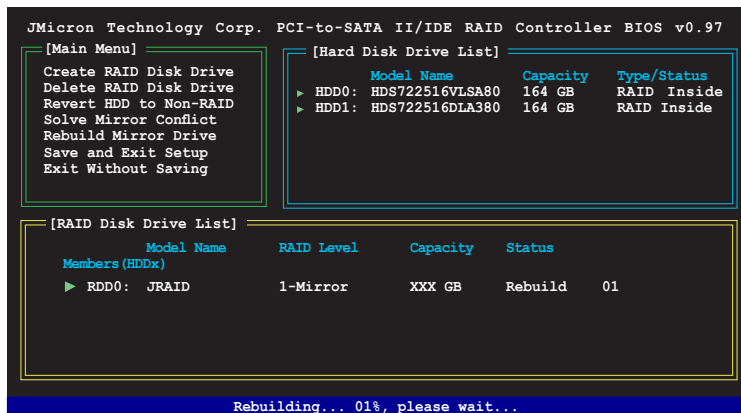 JMicron Technology Corp. PCI-to-SATA II/IDE RAID Controller BIOS v0.97
[Main Menu]
Create RAID Disk Drive
Delete RAID Disk Drive
Revert HDD to Non-RAID
Solve Mirror Conflict
Rebuild Mirror Drive
Save and Exit Setup
Exit Without Saving
[Hard Disk Drive List]
Model Name Capacity Type/Status
HDD0: HDS722516VLSA80 164 GB RAID Inside
HDD1: HDS722516DLA380 164 GB RAID Inside
[RAID Disk Drive List]
Model Name RAID Level Capacity Status
Members(HDDx)
RDD0: JRAID 1-Mirror XXX GB Rebuild 01
Rebuilding... 01%, please wait...